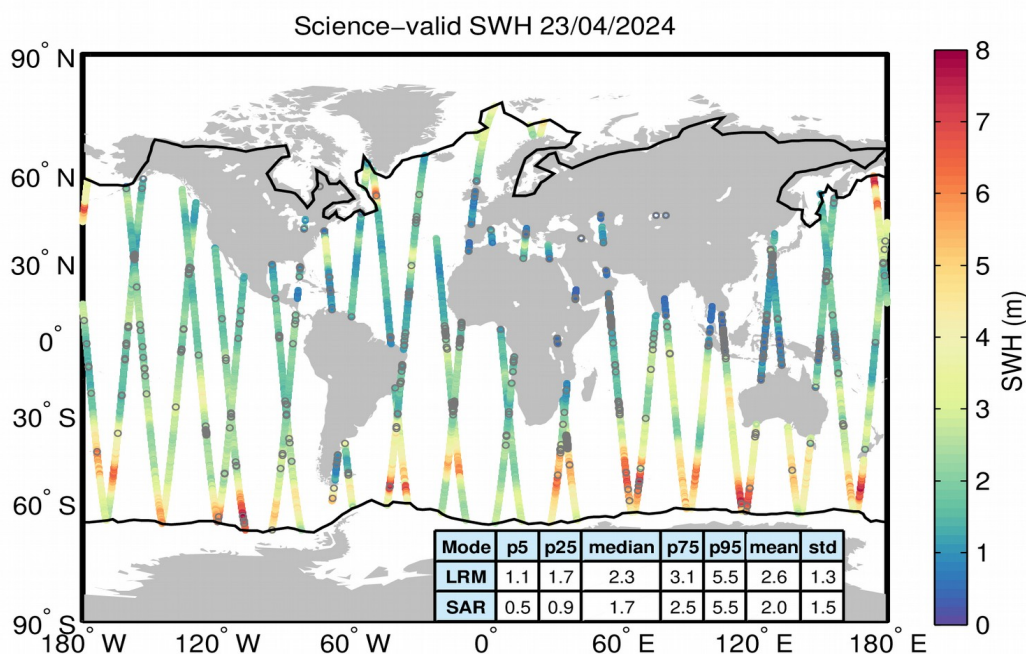 Science–valid SWH 23/04/2024
90° N
60° N
30° N
0°
30° S
60° S
90° S
180° W
120° W
60° W
0°
60° E
120° E
180° E
8
7
6
5
4
3
2
1
0
SWH (m)
Mode p5 p25 median p75 p95 mean std
LRM 1.1 1.7 2.3 3.1 5.5 2.6 1.3
SAR 0.5 0.9 1.7 2.5 5.5 2.0 1.5